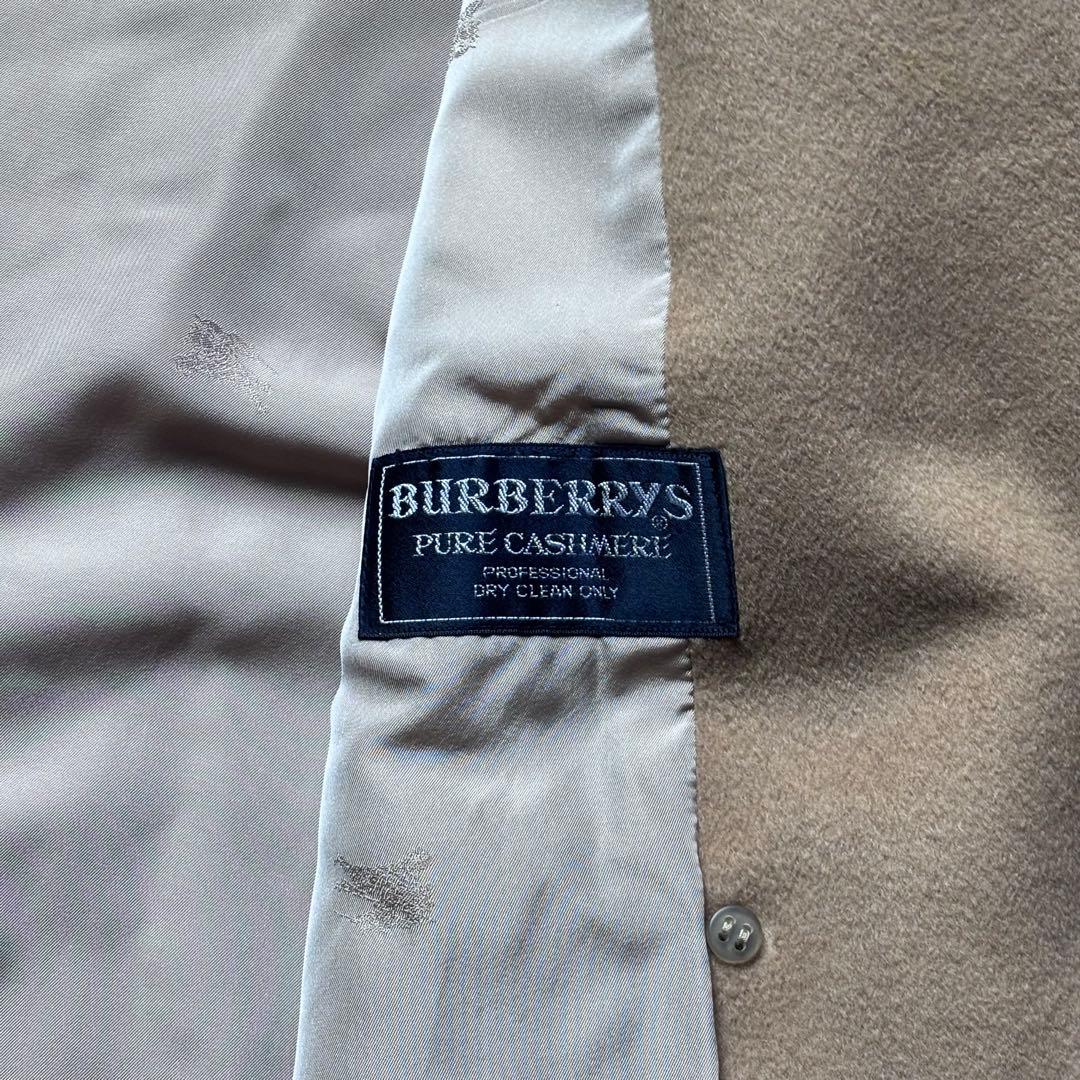 BURBERRYS®
PURE CASHMERE
PROFESSIONAL
DRY CLEAN ONLY